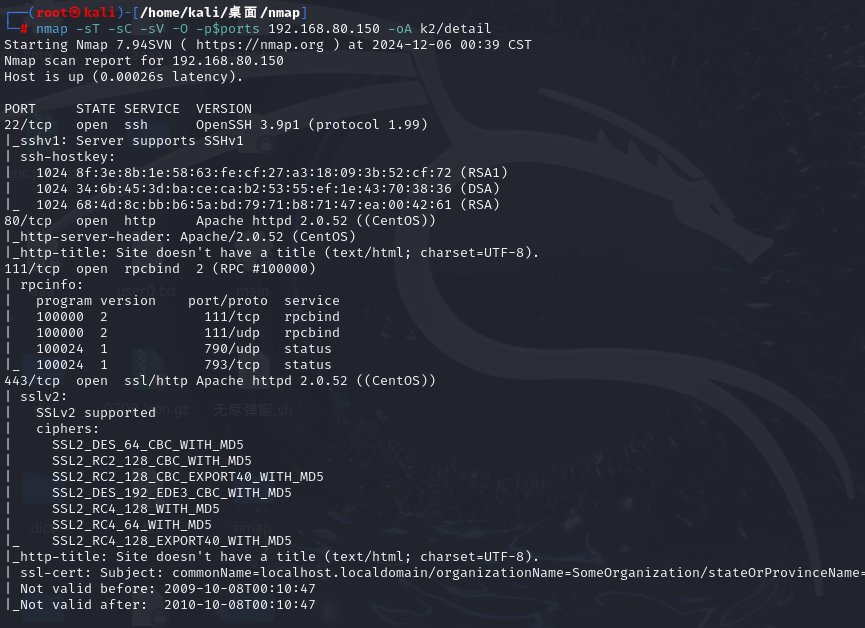 ┌──(root㉿kali)-[/home/kali/桌面/nmap]
└─# nmap -sT -sC -sV -O -p$ports 192.168.80.150 -oA k2/detail
Starting Nmap 7.94SVN ( https://nmap.org ) at 2024-12-06 00:39 CST
Nmap scan report for 192.168.80.150
Host is up (0.00026s latency).

PORT    STATE SERVICE  VERSION
22/tcp  open  ssh      OpenSSH 3.9p1 (protocol 1.99)
|_sshv1: Server supports SSHv1
| ssh-hostkey:
|   1024 8f:3e:8b:1e:58:63:fe:cf:27:a3:18:09:3b:52:cf:72 (RSA1)
|   1024 34:6b:45:3d:ba:ce:ca:b2:53:55:ef:1e:43:70:38:36 (DSA)
|_  1024 68:4d:8c:bb:b6:5a:bd:79:71:b8:71:47:ea:00:42:61 (RSA)
80/tcp  open  http     Apache httpd 2.0.52 ((CentOS))
|_http-server-header: Apache/2.0.52 (CentOS)
|_http-title: Site doesn't have a title (text/html; charset=UTF-8).
111/tcp open  rpcbind  2 (RPC #100000)
| rpcinfo:
|   program version    port/proto  service
|   100000  2            111/tcp   rpcbind
|   100000  2            111/udp   rpcbind
|   100024  1            790/udp   status
|_  100024  1            793/tcp   status
443/tcp open  ssl/http Apache httpd 2.0.52 ((CentOS))
| sslv2:
|   SSLv2 supported
|   ciphers:
|     SSL2_DES_64_CBC_WITH_MD5
|     SSL2_RC2_128_CBC_WITH_MD5
|     SSL2_RC2_128_CBC_EXPORT40_WITH_MD5
|     SSL2_DES_192_EDE3_CBC_WITH_MD5
|     SSL2_RC4_128_WITH_MD5
|     SSL2_RC4_64_WITH_MD5
|_    SSL2_RC4_128_EXPORT40_WITH_MD5
|_http-title: Site doesn't have a title (text/html; charset=UTF-8).
| ssl-cert: Subject: commonName=localhost.localdomain/organizationName=SomeOrganization/stateOrProvinceName=
| Not valid before: 2009-10-08T00:10:47
|_Not valid after:  2010-10-08T00:10:47
user0.txt
main
无尽弹窗.sh
hmap